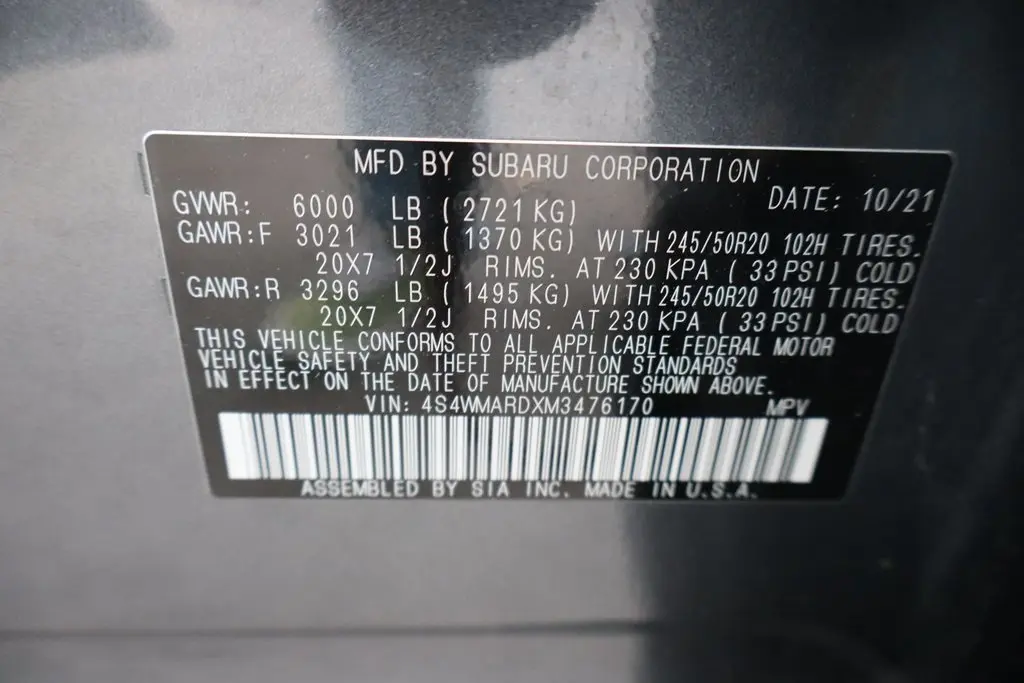 MFD BY SUBARU CORPORATION
DATE: 10/21
GVWR: 6000 LB ( 2721 KG)
GAWR:F 3021 LB ( 1370 KG) WITH 245/50R20 102H TIRES.
20X7 1/2J RIMS. AT 230 KPA ( 33 PSI) COLD
GAWR:R 3296 LB ( 1495 KG) WITH 245/50R20 102H TIRES.
20X7 1/2J RIMS. AT 230 KPA ( 33 PSI) COLD
THIS VEHICLE CONFORMS TO ALL APPLICABLE FEDERAL MOTOR
VEHICLE SAFETY AND THEFT PREVENTION STANDARDS
IN EFFECT ON THE DATE OF MANUFACTURE SHOWN ABOVE.
VIN: 4S4WMARDXM3476170 MPV
ASSEMBLED BY SIA INC. MADE IN U.S.A.